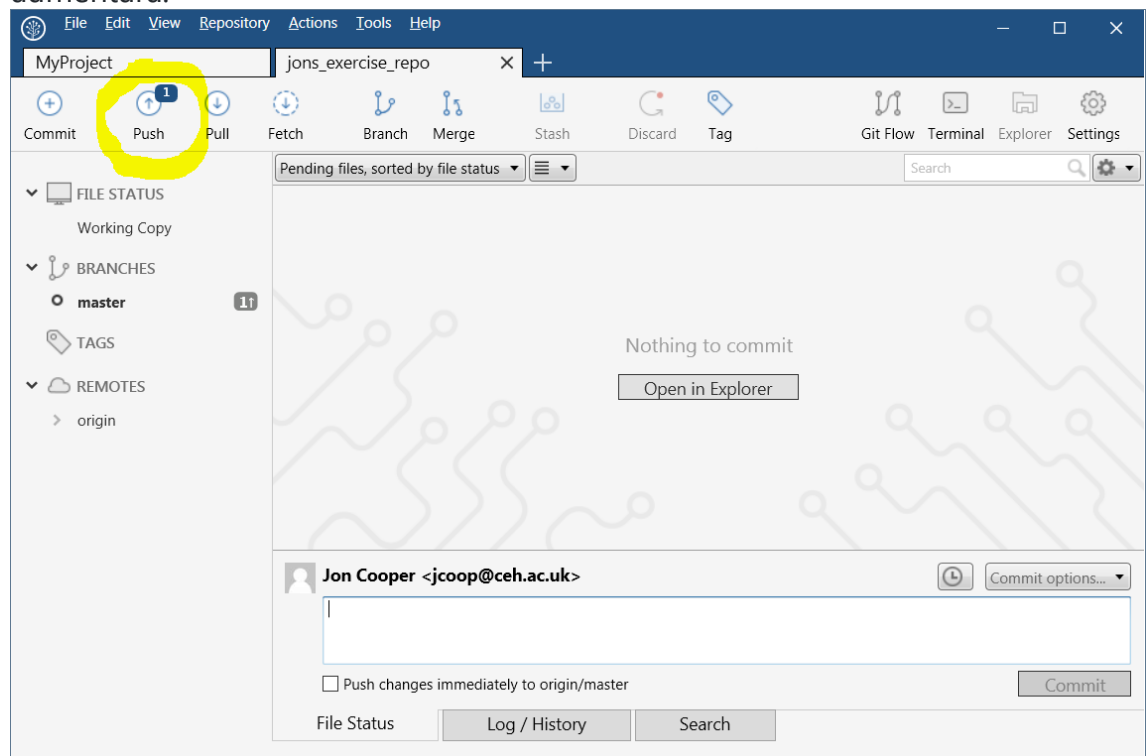 aumentará.
File Edit View Repository Actions Tools Help
MyProject jons_exercise_repo
Commit Push 1 Pull Fetch Branch Merge Stash Discard Tag Git Flow Terminal Explorer Settings
Pending files, sorted by file status Search
FILE STATUS
Working Copy
BRANCHES
master 1↑
TAGS
REMOTES
origin
Nothing to commit
Open in Explorer
Jon Cooper <jcoop@ceh.ac.uk>
Commit options...
Push changes immediately to origin/master
Commit
File Status Log / History Search